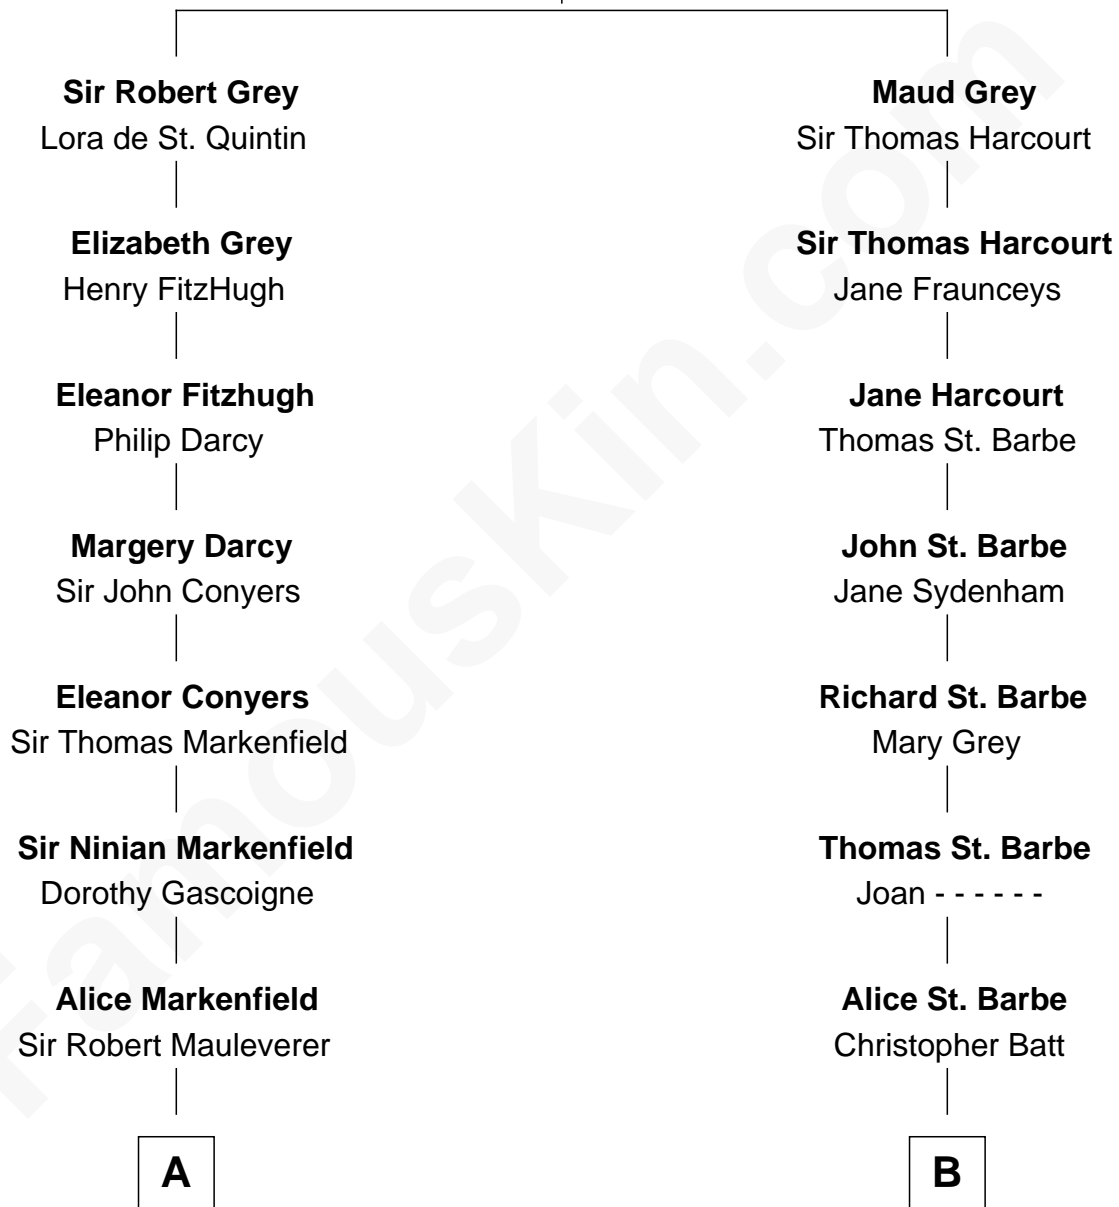 Sir Robert Grey
Lora de St. Quintin
Elizabeth Grey
Henry FitzHugh
Eleanor Fitzhugh
Philip Darcy
Margery Darcy
Sir John Conyers
Eleanor Conyers
Sir Thomas Markenfield
Sir Ninian Markenfield
Dorothy Gascoigne
Alice Markenfield
Sir Robert Mauleverer
A
Maud Grey
Sir Thomas Harcourt
Sir Thomas Harcourt
Jane Fraunceys
Jane Harcourt
Thomas St. Barbe
John St. Barbe
Jane Sydenham
Richard St. Barbe
Mary Grey
Thomas St. Barbe
Joan - - - - - -
Alice St. Barbe
Christopher Batt
B
FamousKin.com